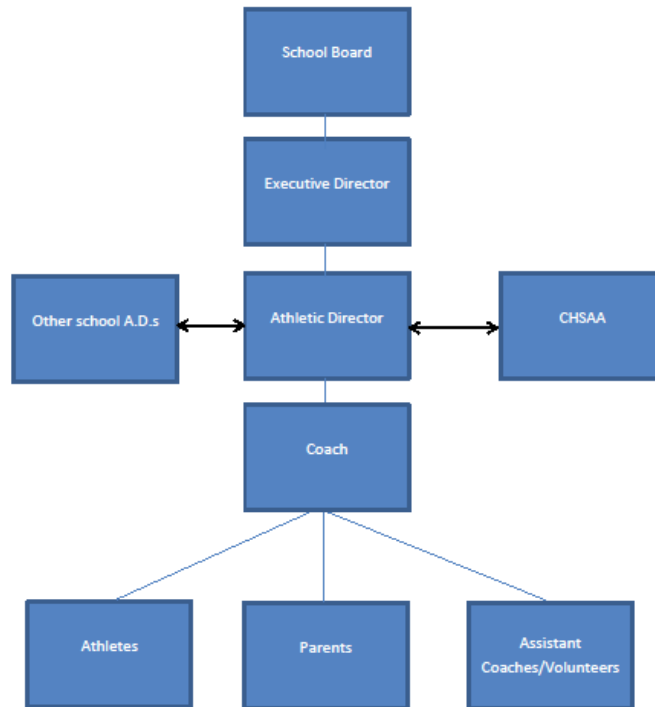 School Board
Executive Director
Other school A.D.s
Athletic Director
CHSAA
Coach
Athletes
Parents
Assistant
Coaches/Volunteers